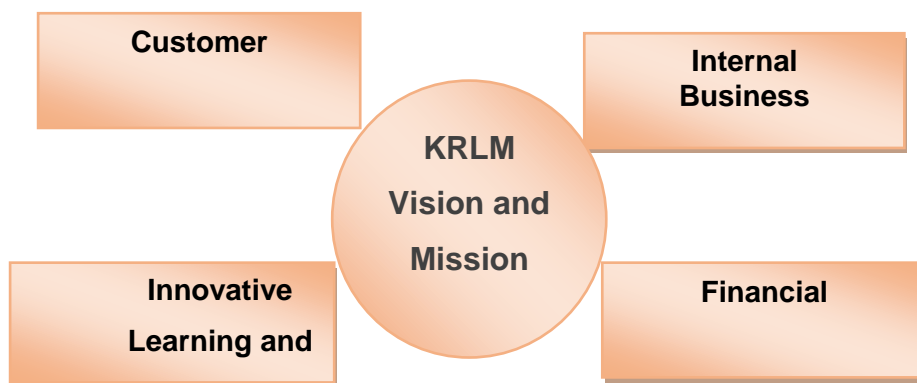 Customer
Internal
Business
KRLM
Vision and
Mission
Innovative
Learning and
Financial